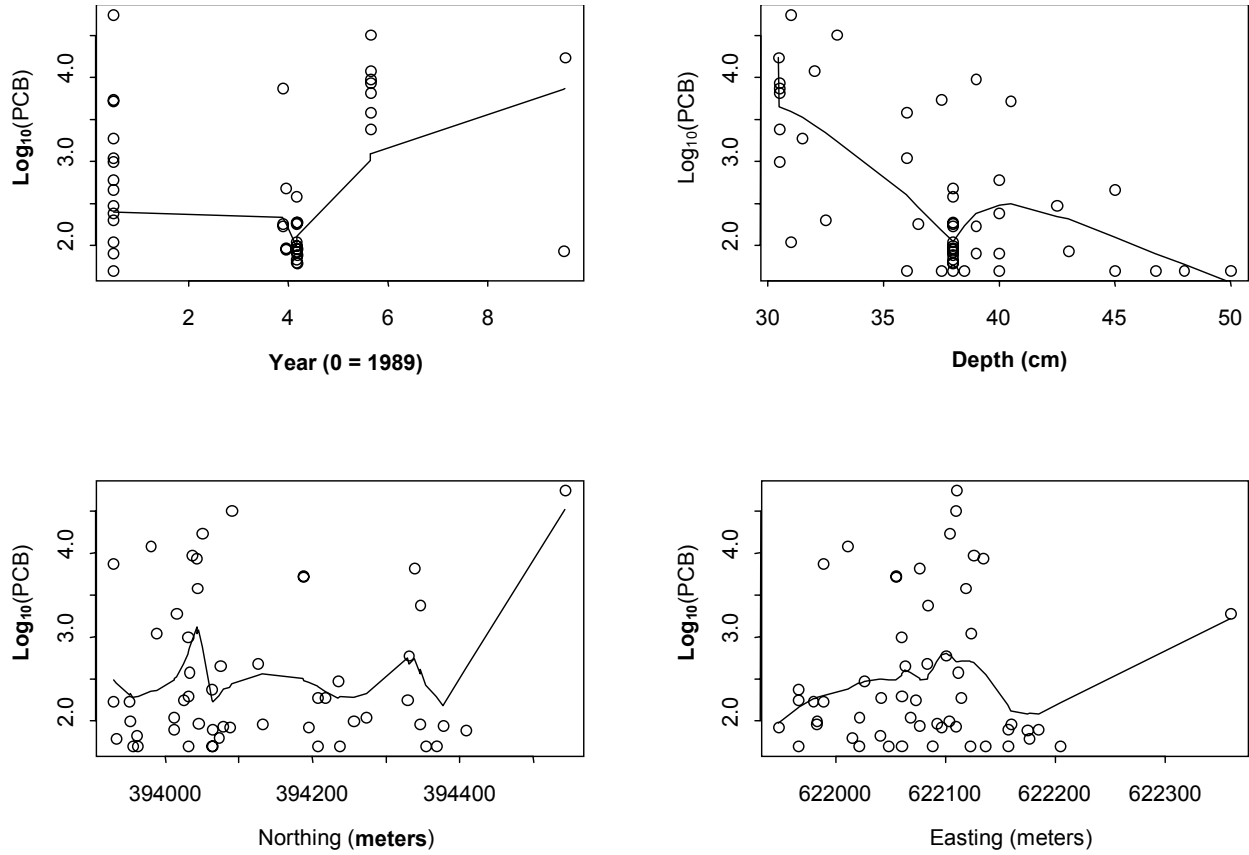 Log10(PCB)
4.0
3.0
2.0
2 4 6 8
Year (0 = 1989)
Log10(PCB)
4.0
3.0
2.0
30 35 40 45 50
Depth (cm)
Log10(PCB)
4.0
3.0
2.0
394000 394200 394400
Northing (meters)
Log10(PCB)
4.0
3.0
2.0
622000 622100 622200 622300
Easting (meters)